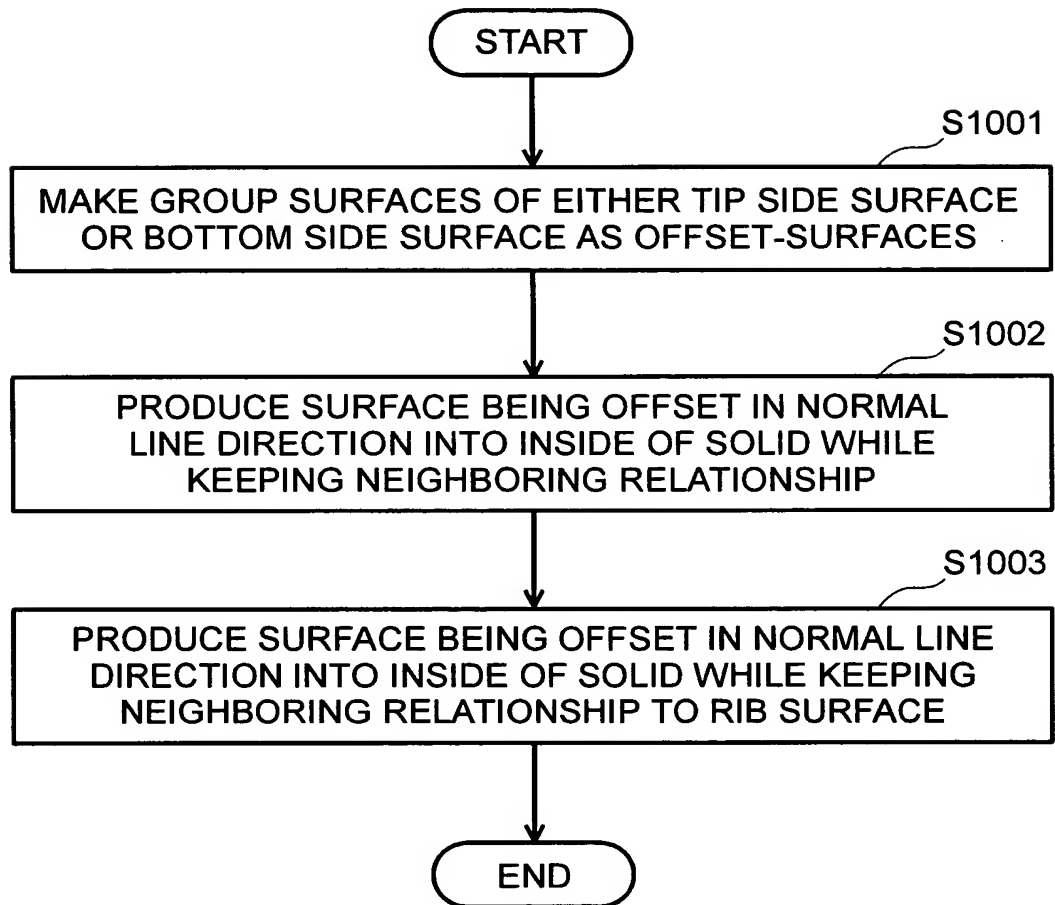 START
S1001
MAKE GROUP SURFACES OF EITHER TIP SIDE SURFACE
OR BOTTOM SIDE SURFACE AS OFFSET-SURFACES
S1002
PRODUCE SURFACE BEING OFFSET IN NORMAL
LINE DIRECTION INTO INSIDE OF SOLID WHILE
KEEPING NEIGHBORING RELATIONSHIP
S1003
PRODUCE SURFACE BEING OFFSET IN NORMAL LINE
DIRECTION INTO INSIDE OF SOLID WHILE KEEPING
NEIGHBORING RELATIONSHIP TO RIB SURFACE
END